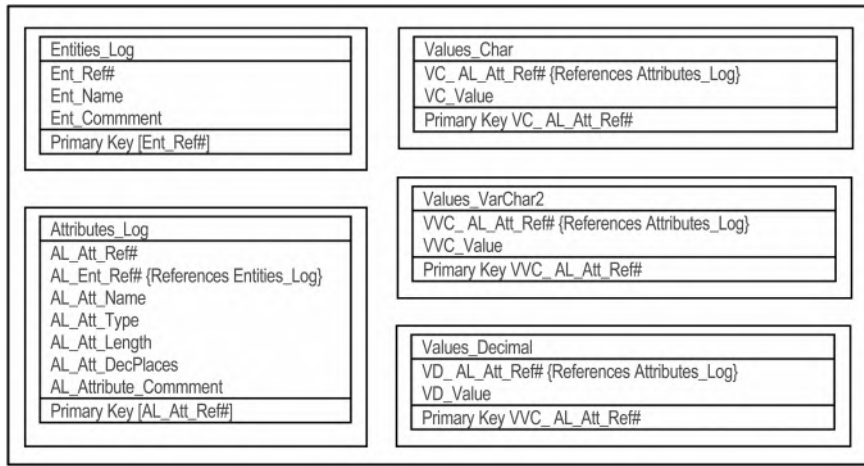 Entities_Log
Ent_Ref#
Ent_Name
Ent_Commment
Primary Key [Ent_Ref#]
Attributes_Log
AL_Att_Ref#
AL_Ent_Ref# {References Entities_Log}
AL_Att_Name
AL_Att_Type
AL_Att_Length
AL_Att_DecPlaces
AL_Attribute_Commment
Primary Key [AL_Att_Ref#]
Values_Char
VC_ AL_Att_Ref# {References Attributes_Log}
VC_Value
Primary Key VC_ AL_Att_Ref#
Values_VarChar2
VVC_ AL_Att_Ref# {References Attributes_Log}
VVC_Value
Primary Key VVC_ AL_Att_Ref#
Values_Decimal
VD_ AL_Att_Ref# {References Attributes_Log}
VD_Value
Primary Key VVC_ AL_Att_Ref#